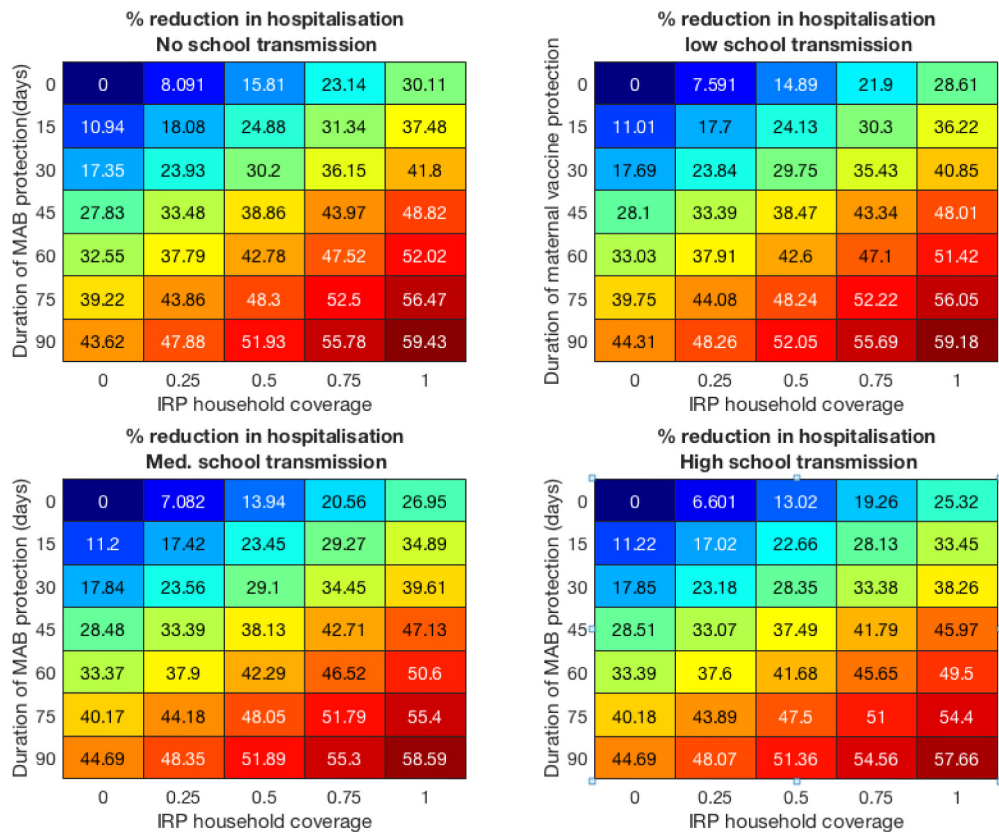 % reduction in hospitalisation
No school transmission
Duration of MAB protection(days)
0 0 8.091 15.81 23.14 30.11
15 10.94 18.08 24.88 31.34 37.48
30 17.35 23.93 30.2 36.15 41.8
45 27.83 33.48 38.86 43.97 48.82
60 32.55 37.79 42.78 47.52 52.02
75 39.22 43.86 48.3 52.5 56.47
90 43.62 47.88 51.93 55.78 59.43
0 0.25 0.5 0.75 1
IRP household coverage
% reduction in hospitalisation
low school transmission
Duration of maternal vaccine protection
0 0 7.591 14.89 21.9 28.61
15 11.01 17.7 24.13 30.3 36.22
30 17.69 23.84 29.75 35.43 40.85
45 28.1 33.39 38.47 43.34 48.01
60 33.03 37.91 42.6 47.1 51.42
75 39.75 44.08 48.24 52.22 56.05
90 44.31 48.26 52.05 55.69 59.18
0 0.25 0.5 0.75 1
IRP household coverage
% reduction in hospitalisation
Med. school transmission
Duration of MAB protection (days)
0 0 7.082 13.94 20.56 26.95
15 11.2 17.42 23.45 29.27 34.89
30 17.84 23.56 29.1 34.45 39.61
45 28.48 33.39 38.13 42.71 47.13
60 33.37 37.9 42.29 46.52 50.6
75 40.17 44.18 48.05 51.79 55.4
90 44.69 48.35 51.89 55.3 58.59
0 0.25 0.5 0.75 1
IRP household coverage
% reduction in hospitalisation
High school transmission
Duration of MAB protection (days)
0 0 6.601 13.02 19.26 25.32
15 11.22 17.02 22.66 28.13 33.45
30 17.85 23.18 28.35 33.38 38.26
45 28.51 33.07 37.49 41.79 45.97
60 33.39 37.6 41.68 45.65 49.5
75 40.18 43.89 47.5 51 54.4
90 44.69 48.07 51.36 54.56 57.66
0 0.25 0.5 0.75 1
IRP household coverage